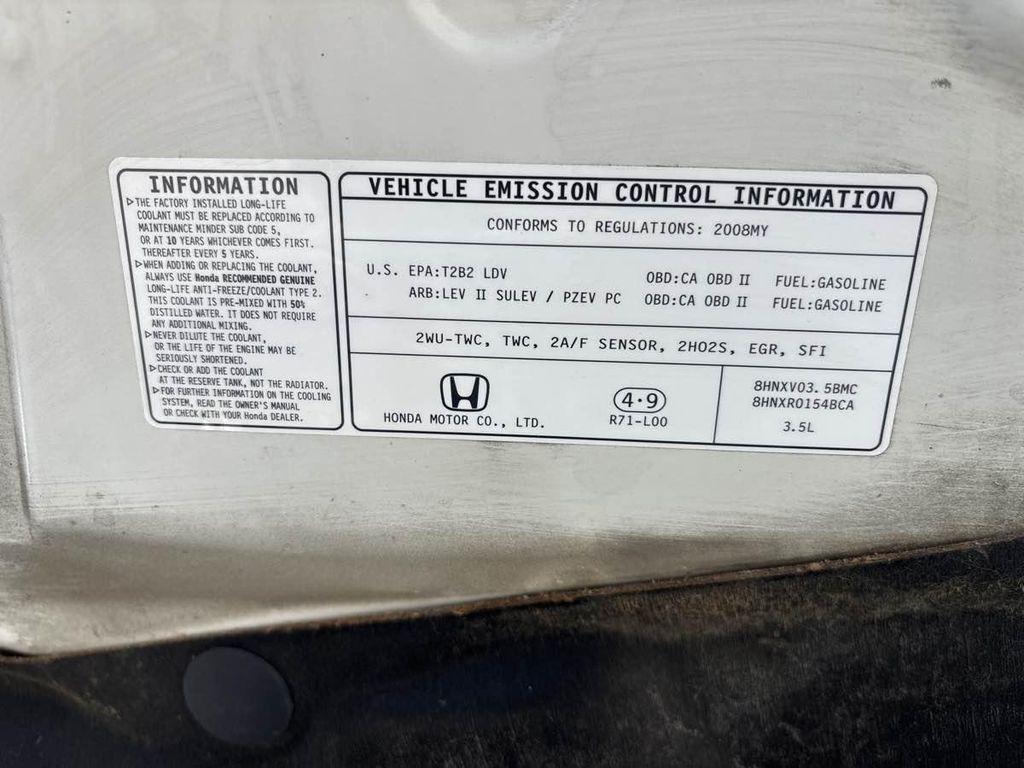 INFORMATION
▷THE FACTORY INSTALLED LONG-LIFE
COOLANT MUST BE REPLACED ACCORDING TO
MAINTENANCE MINDER SUB CODE 5,
OR AT 10 YEARS WHICHEVER COMES FIRST.
THEREAFTER EVERY 5 YEARS.
▷WHEN ADDING OR REPLACING THE COOLANT,
ALWAYS USE Honda RECOMMENDED GENUINE
LONG-LIFE ANTI-FREEZE/COOLANT TYPE 2.
THIS COOLANT IS PRE-MIXED WITH 50%
DISTILLED WATER. IT DOES NOT REQUIRE
ANY ADDITIONAL MIXING.
▷NEVER DILUTE THE COOLANT,
OR THE LIFE OF THE ENGINE MAY BE
SERIOUSLY SHORTENED.
▷CHECK OR ADD THE COOLANT
AT THE RESERVE TANK, NOT THE RADIATOR.
▷FOR FURTHER INFORMATION ON THE COOLING
SYSTEM, READ THE OWNER'S MANUAL
OR CHECK WITH YOUR Honda DEALER.
VEHICLE EMISSION CONTROL INFORMATION
CONFORMS TO REGULATIONS: 2008MY
U.S. EPA:T2B2 LDV OBD:CA OBD II FUEL:GASOLINE
ARB:LEV II SULEV / PZEV PC OBD:CA OBD II FUEL:GASOLINE
2WU-TWC, TWC, 2A/F SENSOR, 2HO2S, EGR, SFI
HONDA MOTOR CO., LTD.
4·9
R71-L00
8HNXV03.5BMC
8HNXR0154BCA
3.5L